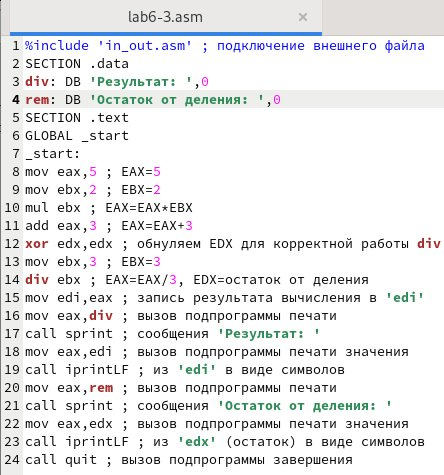 lab6-3.asm
1 %include 'in_out.asm' ; подключение внешнего файла
2 SECTION .data
3 div: DB 'Результат: ',0
4 rem: DB 'Остаток от деления: ',0
5 SECTION .text
6 GLOBAL _start
7 _start:
8 mov eax,5 ; EAX=5
9 mov ebx,2 ; EBX=2
10 mul ebx ; EAX=EAX*EBX
11 add eax,3 ; EAX=EAX+3
12 xor edx,edx ; обнуляем EDX для корректной работы div
13 mov ebx,3 ; EBX=3
14 div ebx ; EAX=EAX/3, EDX=остаток от деления
15 mov edi,eax ; запись результата вычисления в 'edi'
16 mov eax,div ; вызов подпрограммы печати
17 call sprint ; сообщения 'Результат: '
18 mov eax,edi ; вызов подпрограммы печати значения
19 call iprintLF ; из 'edi' в виде символов
20 mov eax,rem ; вызов подпрограммы печати
21 call sprint ; сообщения 'Остаток от деления: '
22 mov eax,edx ; вызов подпрограммы печати значения
23 call iprintLF ; из 'edx' (остаток) в виде символов
24 call quit ; вызов подпрограммы завершения